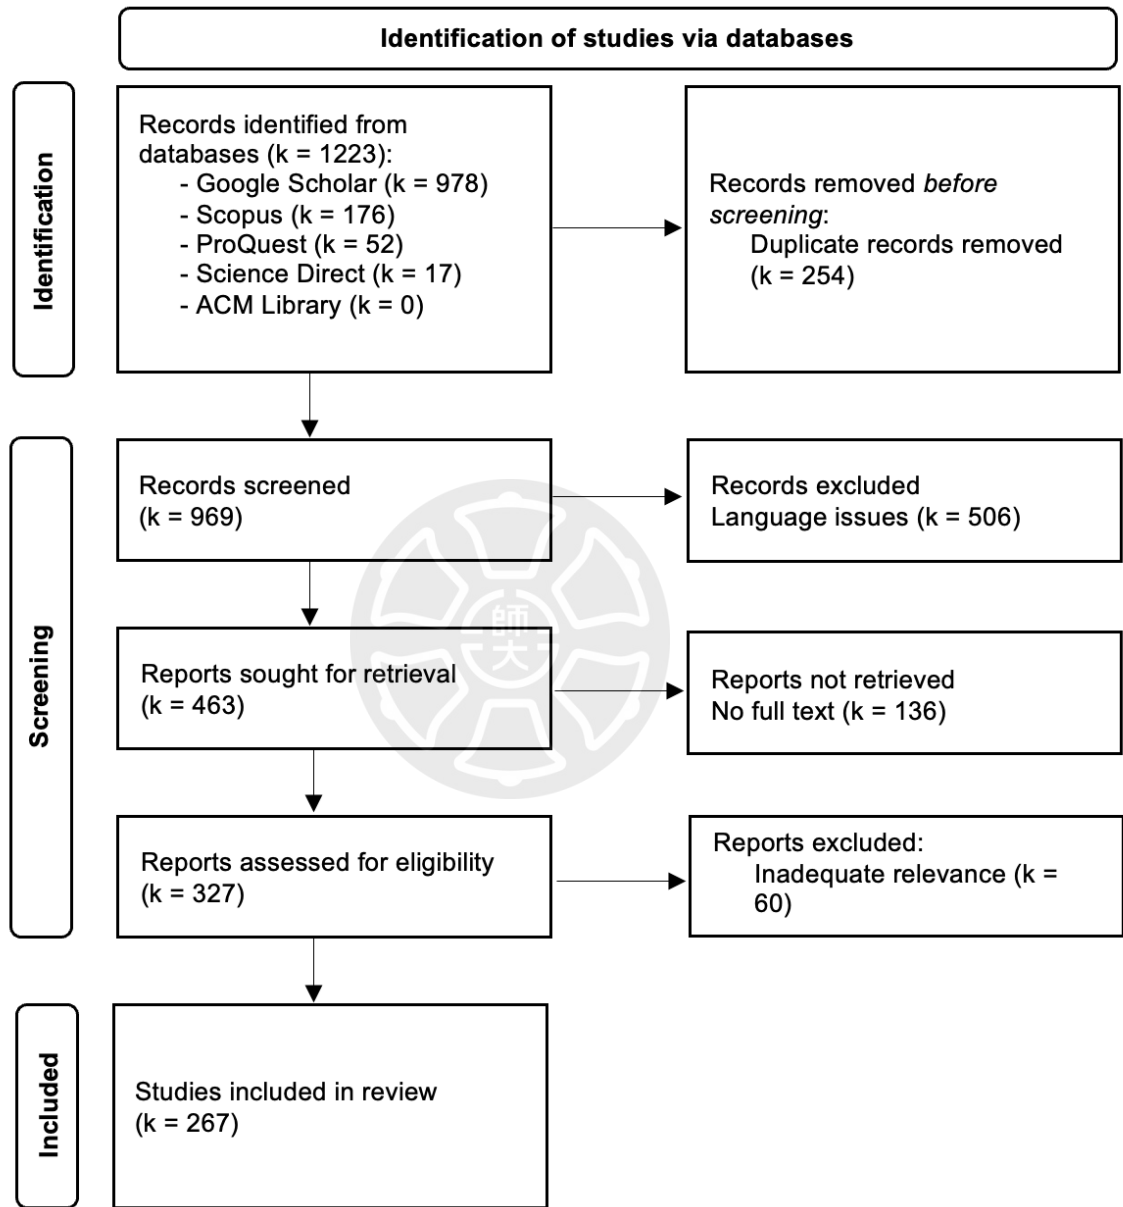 Identification of studies via databases
Identification
Records identified from
databases (k = 1223):
- Google Scholar (k = 978)
- Scopus (k = 176)
- ProQuest (k = 52)
- Science Direct (k = 17)
- ACM Library (k = 0)
Records removed before
screening:
Duplicate records removed
(k = 254)
Screening
Records screened
(k = 969)
Records excluded
Language issues (k = 506)
師大
Reports sought for retrieval
(k = 463)
Reports not retrieved
No full text (k = 136)
Reports assessed for eligibility
(k = 327)
Reports excluded:
Inadequate relevance (k =
60)
Included
Studies included in review
(k = 267)